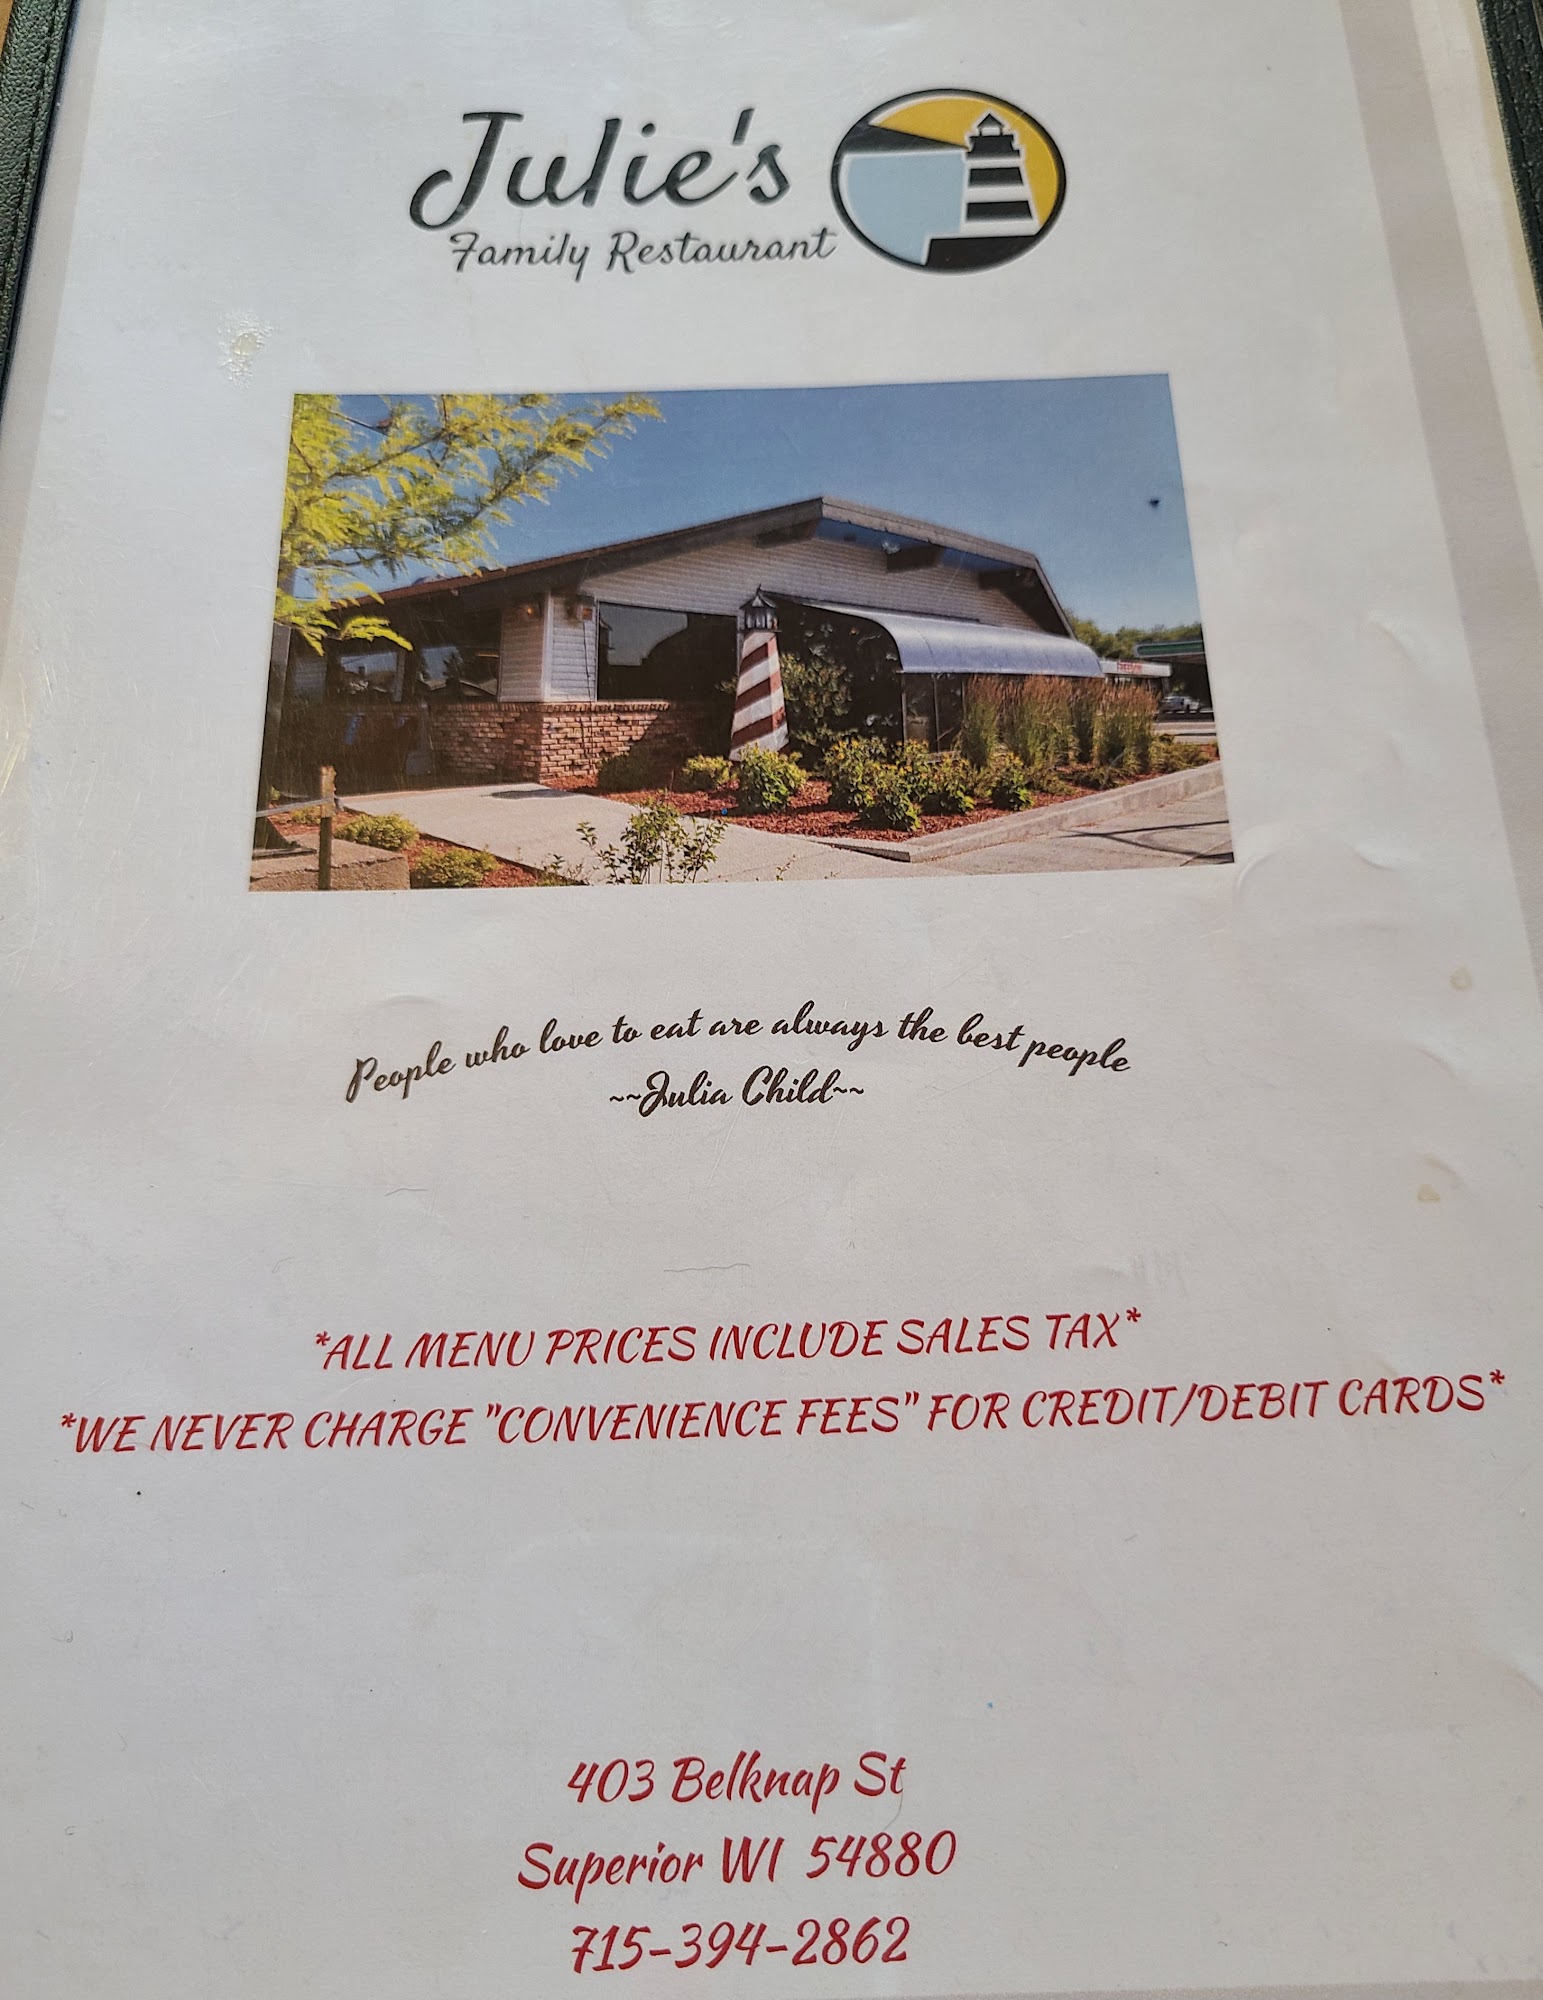 Julie's
Family Restaurant
People who love to eat are always the best people
~~Julia Child~~
*ALL MENU PRICES INCLUDE SALES TAX*
*WE NEVER CHARGE "CONVENIENCE FEES" FOR CREDIT/DEBIT CARDS*
403 Belknap St
Superior WI 54880
715-394-2862